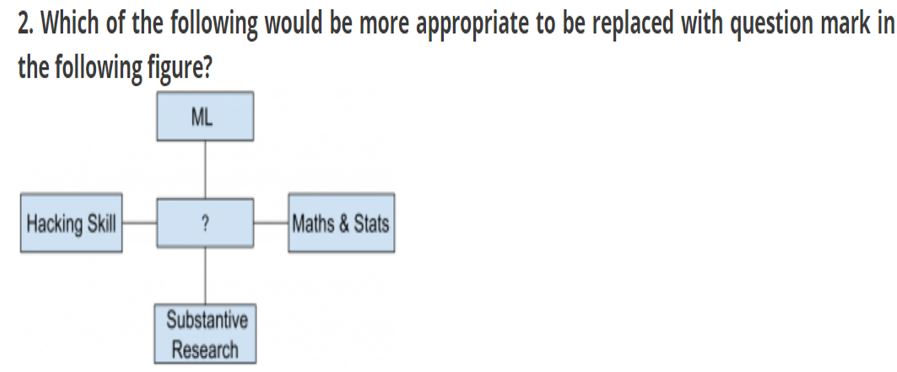 2. Which of the following would be more appropriate to be replaced with question mark in
the following figure?
ML
Hacking Skill
?
Maths & Stats
Substantive
Research